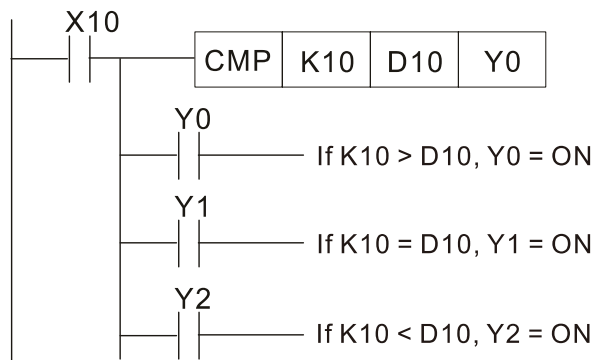 X10
CMP K10 D10 Y0
Y0
If K10 > D10, Y0 = ON
Y1
If K10 = D10, Y1 = ON
Y2
If K10 < D10, Y2 = ON